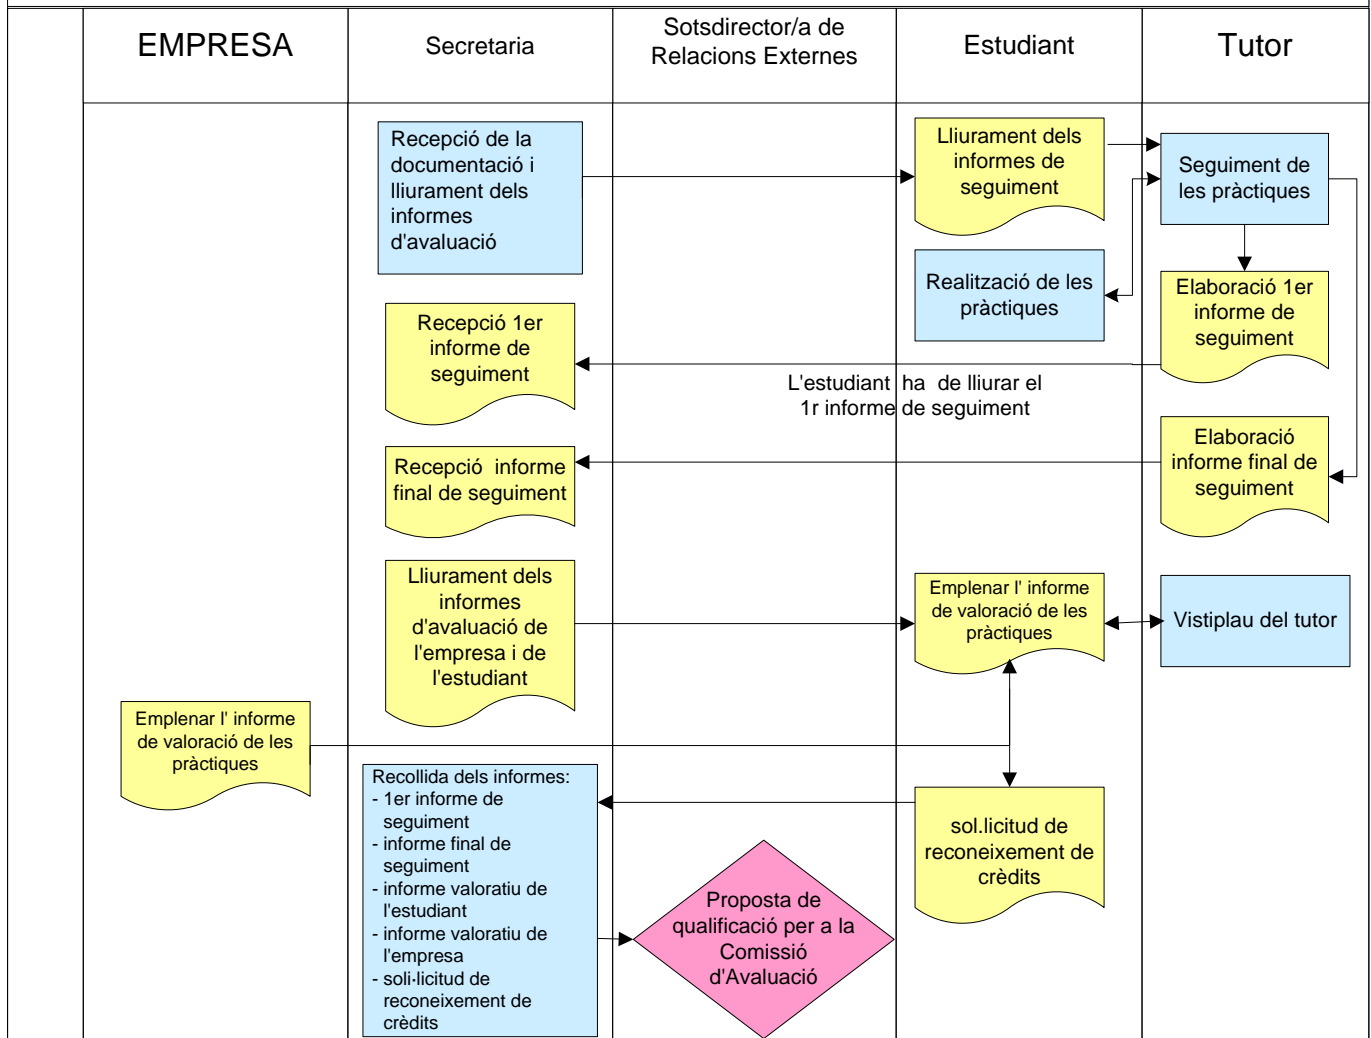 EMPRESA
Secretaria
Sotsdirector/a de
Relacions Externes
Estudiant
Tutor
Recepció de la
documentació i
lliurament dels
informes
d'avaluació
Lliurament dels
informes de
seguiment
Seguiment de
les pràctiques
Realització de les
pràctiques
Elaboració 1er
informe de
seguiment
Recepció 1er
informe de
seguiment
L'estudiant ha de lliurar el
1r informe de seguiment
Elaboració
informe final de
seguiment
Recepció informe
final de seguiment
Lliurament dels
informes
d'avaluació de
l'empresa i de
l'estudiant
Emplenar l' informe
de valoració de les
pràctiques
Vistiplau del tutor
Emplenar l' informe
de valoració de les
pràctiques
Recollida dels informes:
- 1er informe de
seguiment
- informe final de
seguiment
- informe valoratiu de
l'estudiant
- informe valoratiu de
l'empresa
- soli·licitud de
reconeixement de
crèdits
Proposta de
qualificació per a la
Comissió
d'Avaluació
sol.licitud de
reconeixement de
crèdits